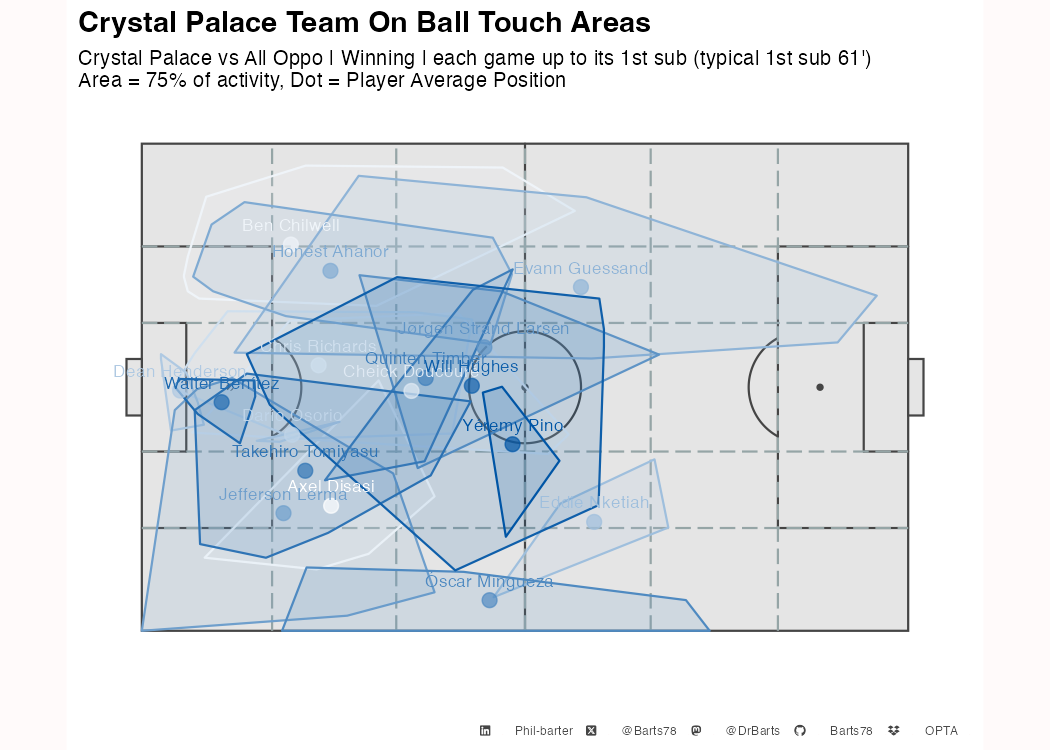 Crystal Palace Team On Ball Touch Areas
Crystal Palace vs All Oppo | Winning | each game up to its 1st sub (typical 1st sub 61')
Area = 75% of activity, Dot = Player Average Position
Ben Chilwell
Honest Ahanor
Evann Guessand
Jørgen Strand Larsen
Chris Richards
Quinten Timber
Will Hughes
Dean Henderson
Cheick Doucouré
Walter Benítez
Dario Osorio
Yeremy Pino
Takehiro Tomiyasu
Axel Disasi
Jefferson Lerma
Eddie Nketiah
Óscar Mingueza
Phil-barter @Barts78 @DrBarts Barts78 OPTA